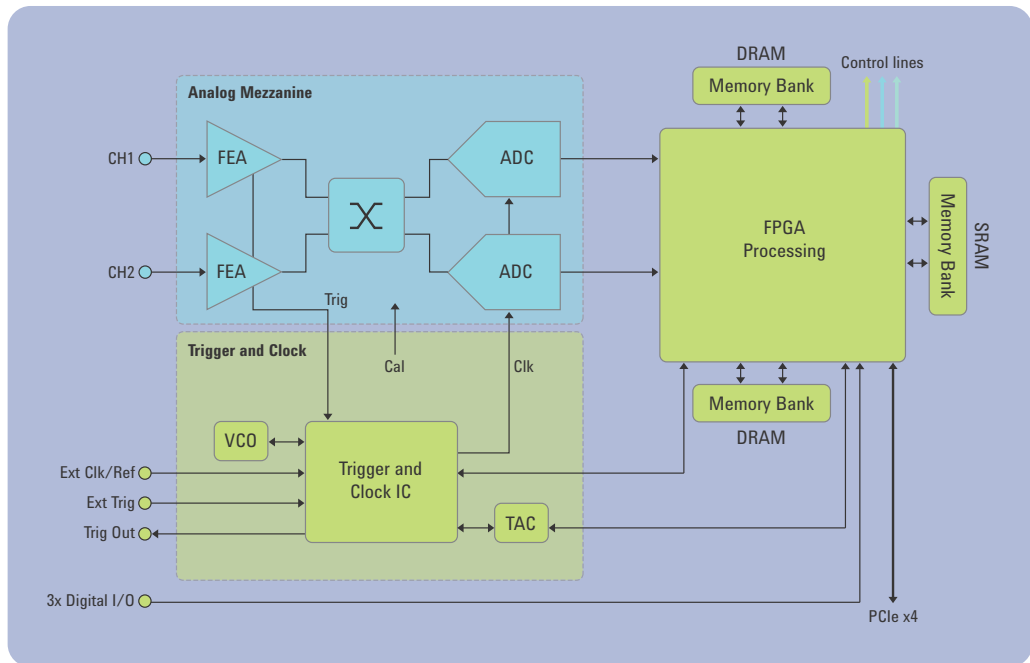 DRAM
Control lines
Memory Bank
Analog Mezzanine
CH1
FEA
ADC
FPGA
Processing
Memory Bank
SRAM
CH2
FEA
ADC
Trig
Trigger and Clock
Cal
Clk
Memory Bank
DRAM
VCO
Trigger and
Clock IC
Ext Clk/Ref
Ext Trig
Trig Out
TAC
3x Digital I/O
PCIe x4